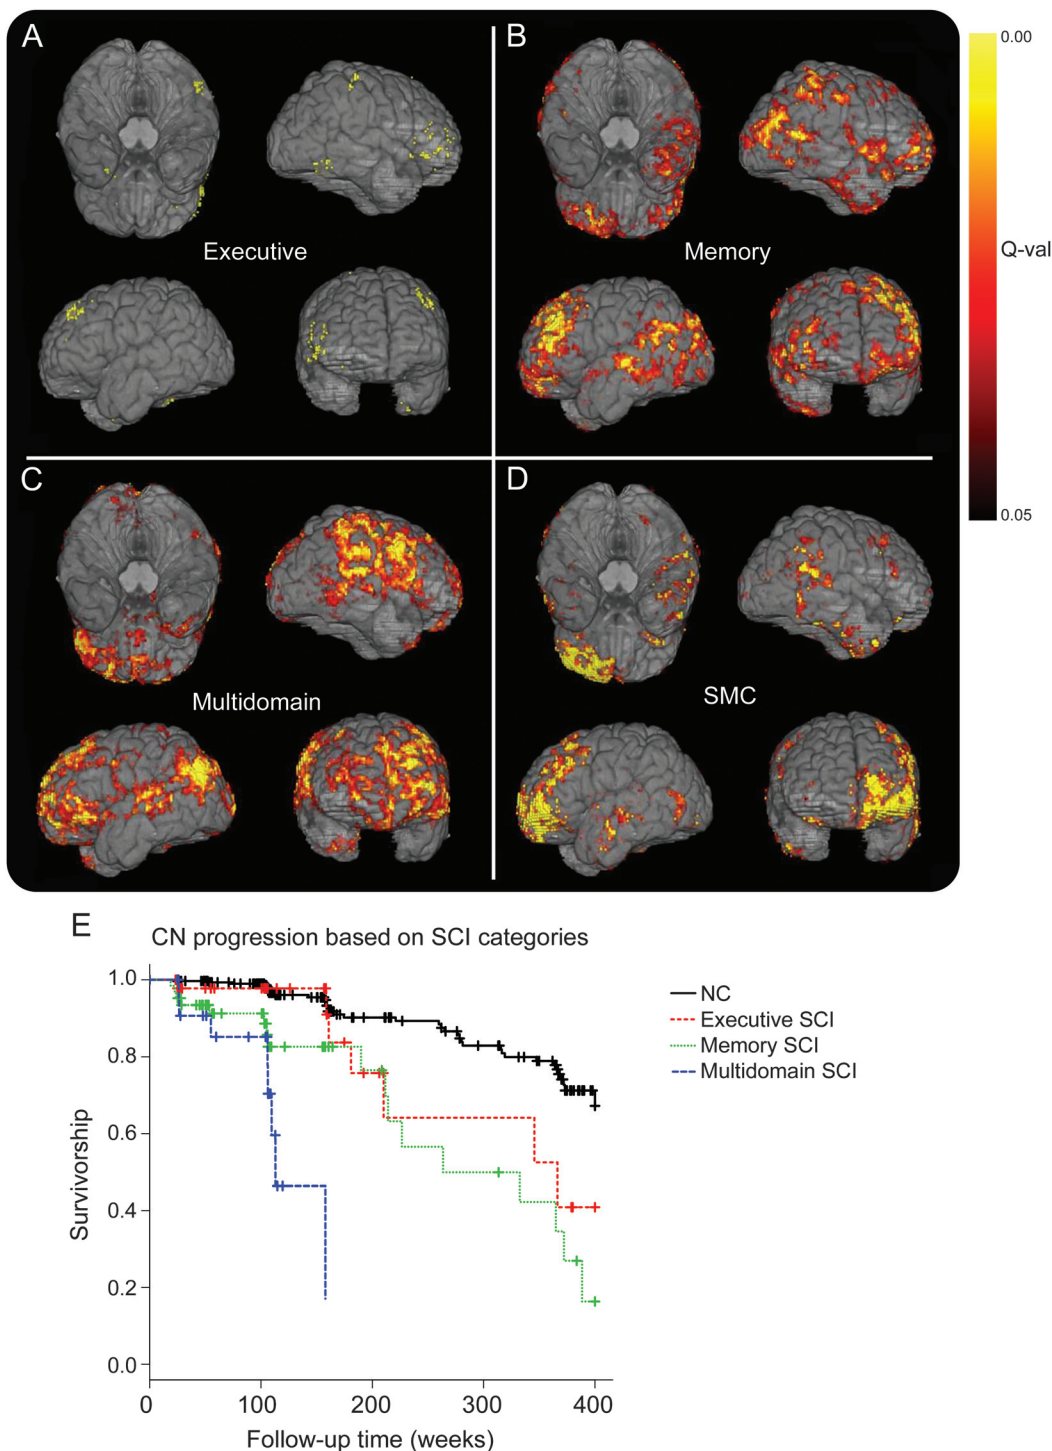 A
B
0.00
Executive
Memory
Q-val
C
D
0.05
Multidomain
SMC
E
CN progression based on SCI categories
1.0
0.8
0.6
0.4
0.2
0.0
Survivorship
NC
Executive SCI
Memory SCI
Multidomain SCI
0 100 200 300 400
Follow-up time (weeks)